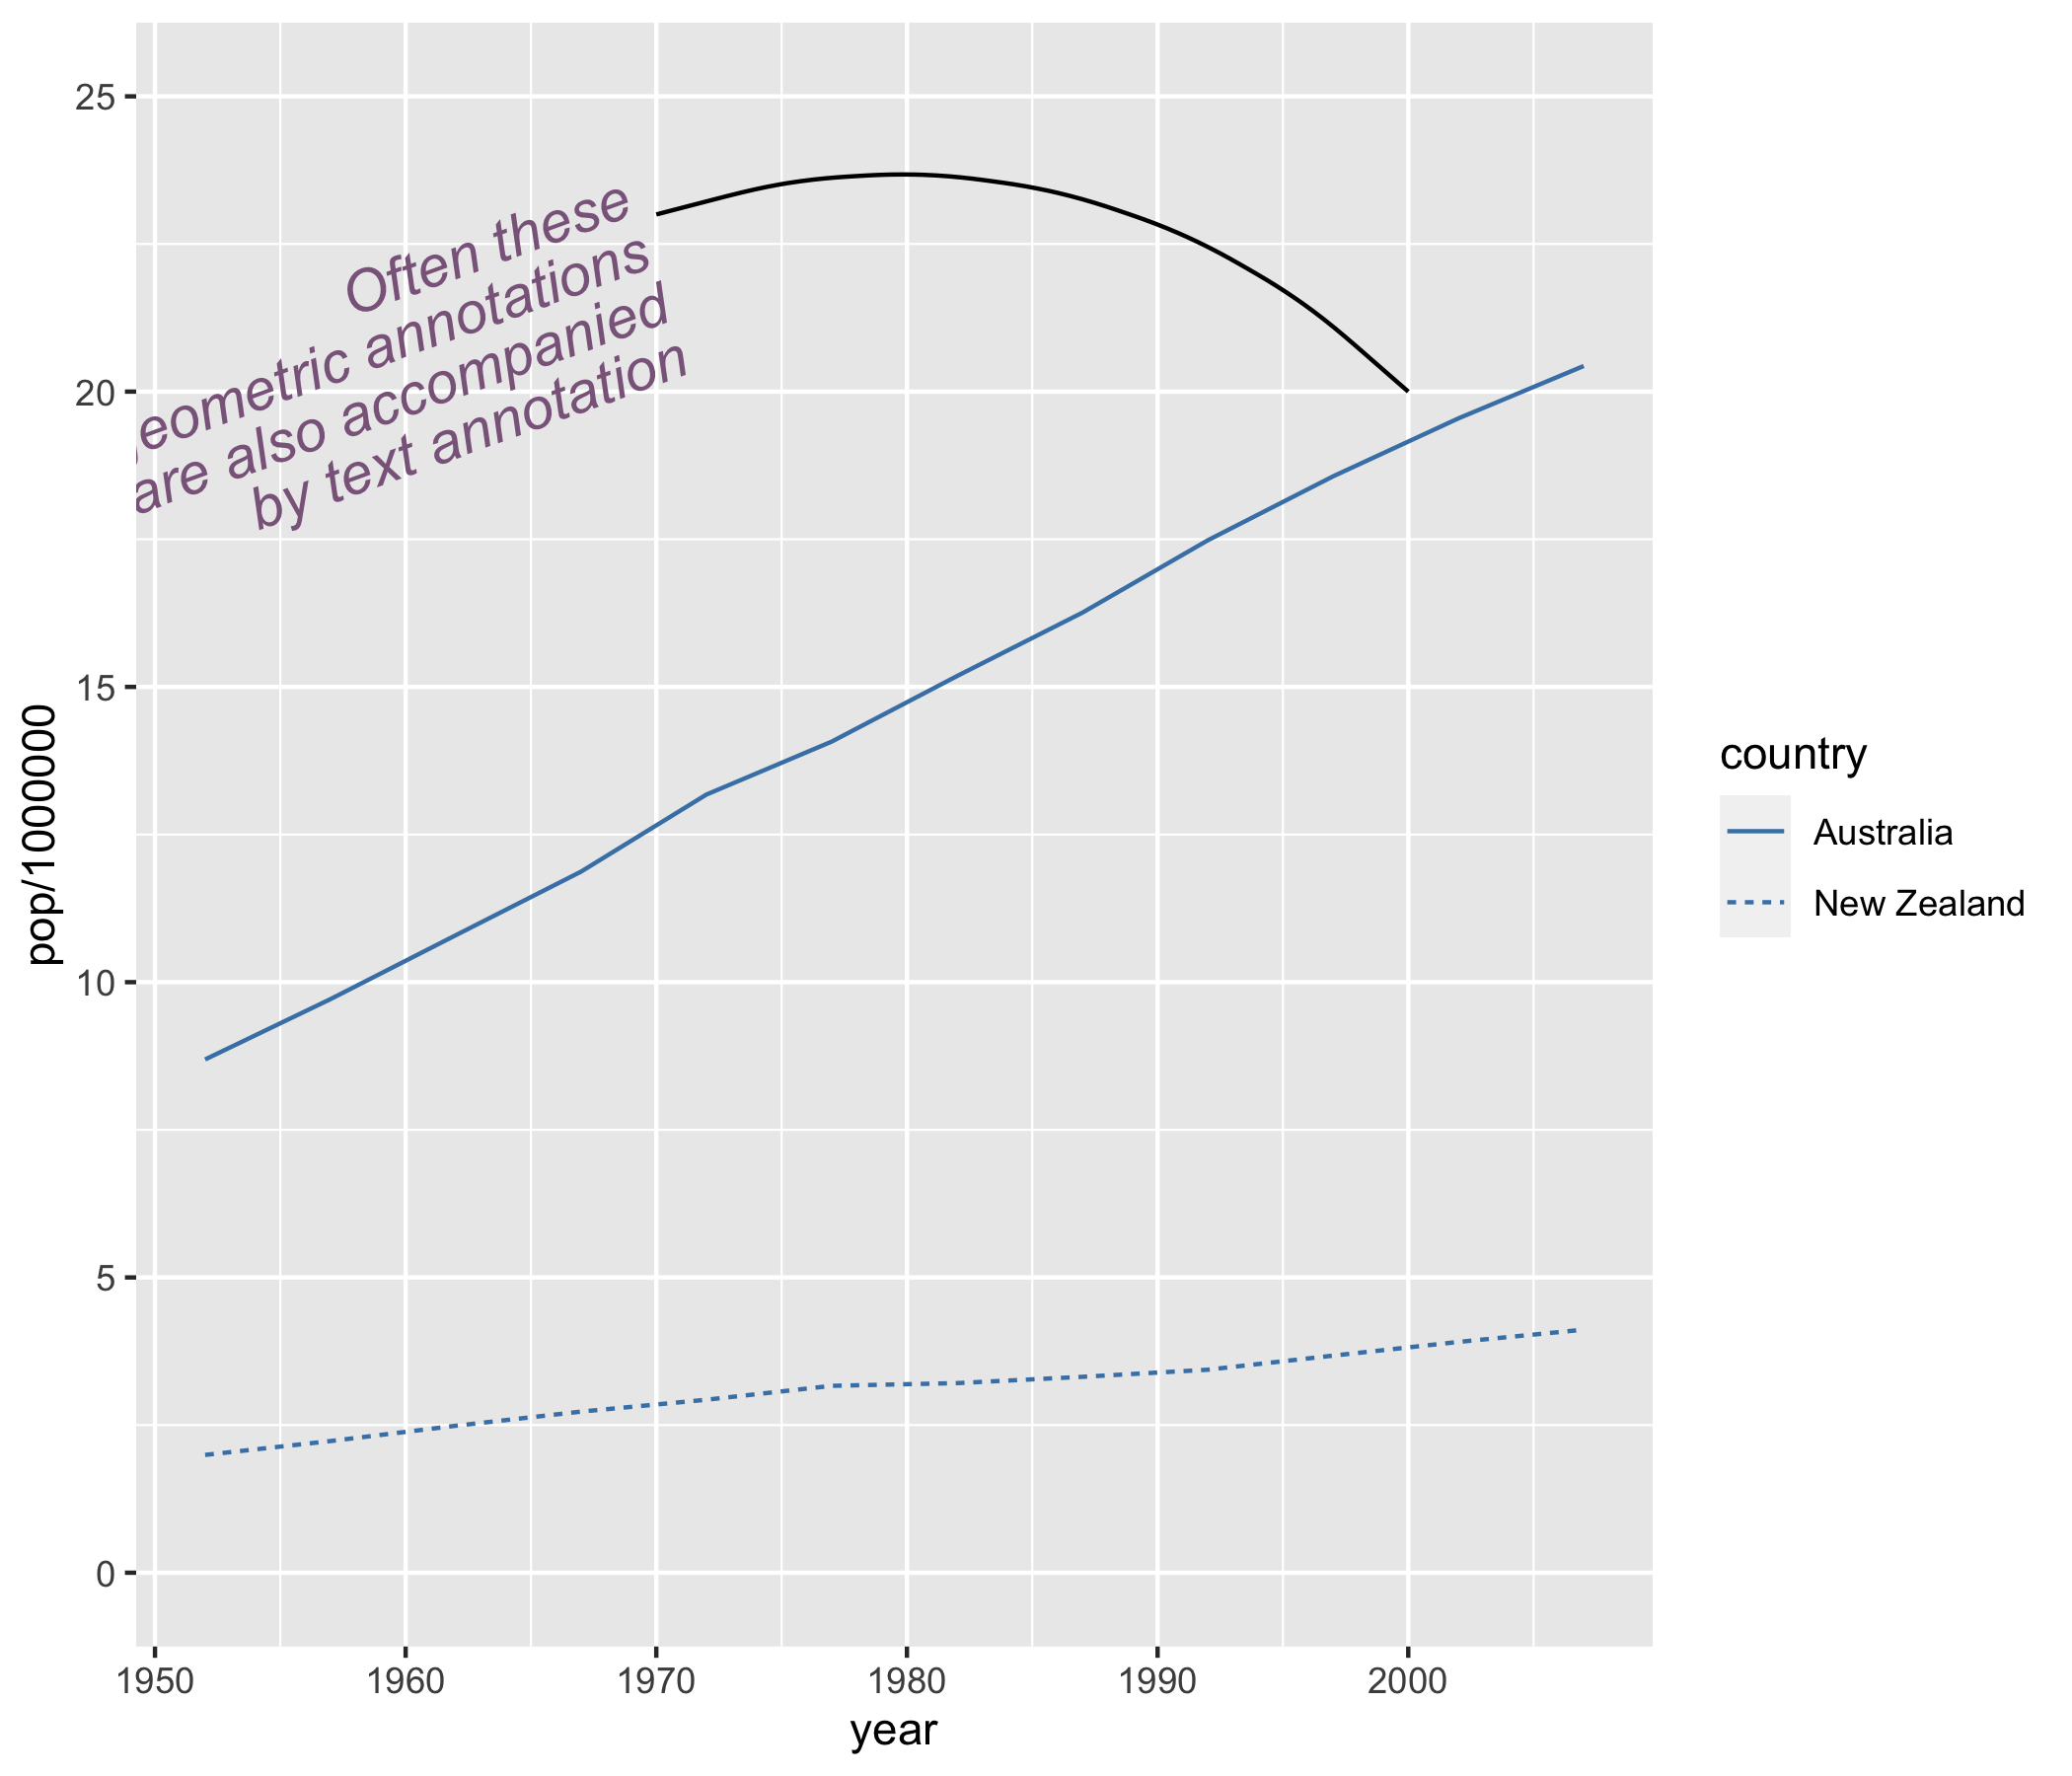 25
20
15
10
5
0
Often these
eometric annotations
are also accompanied
by text annotation
pop/1000000
1950 1960 1970 1980 1990 2000
year
country
Australia
New Zealand